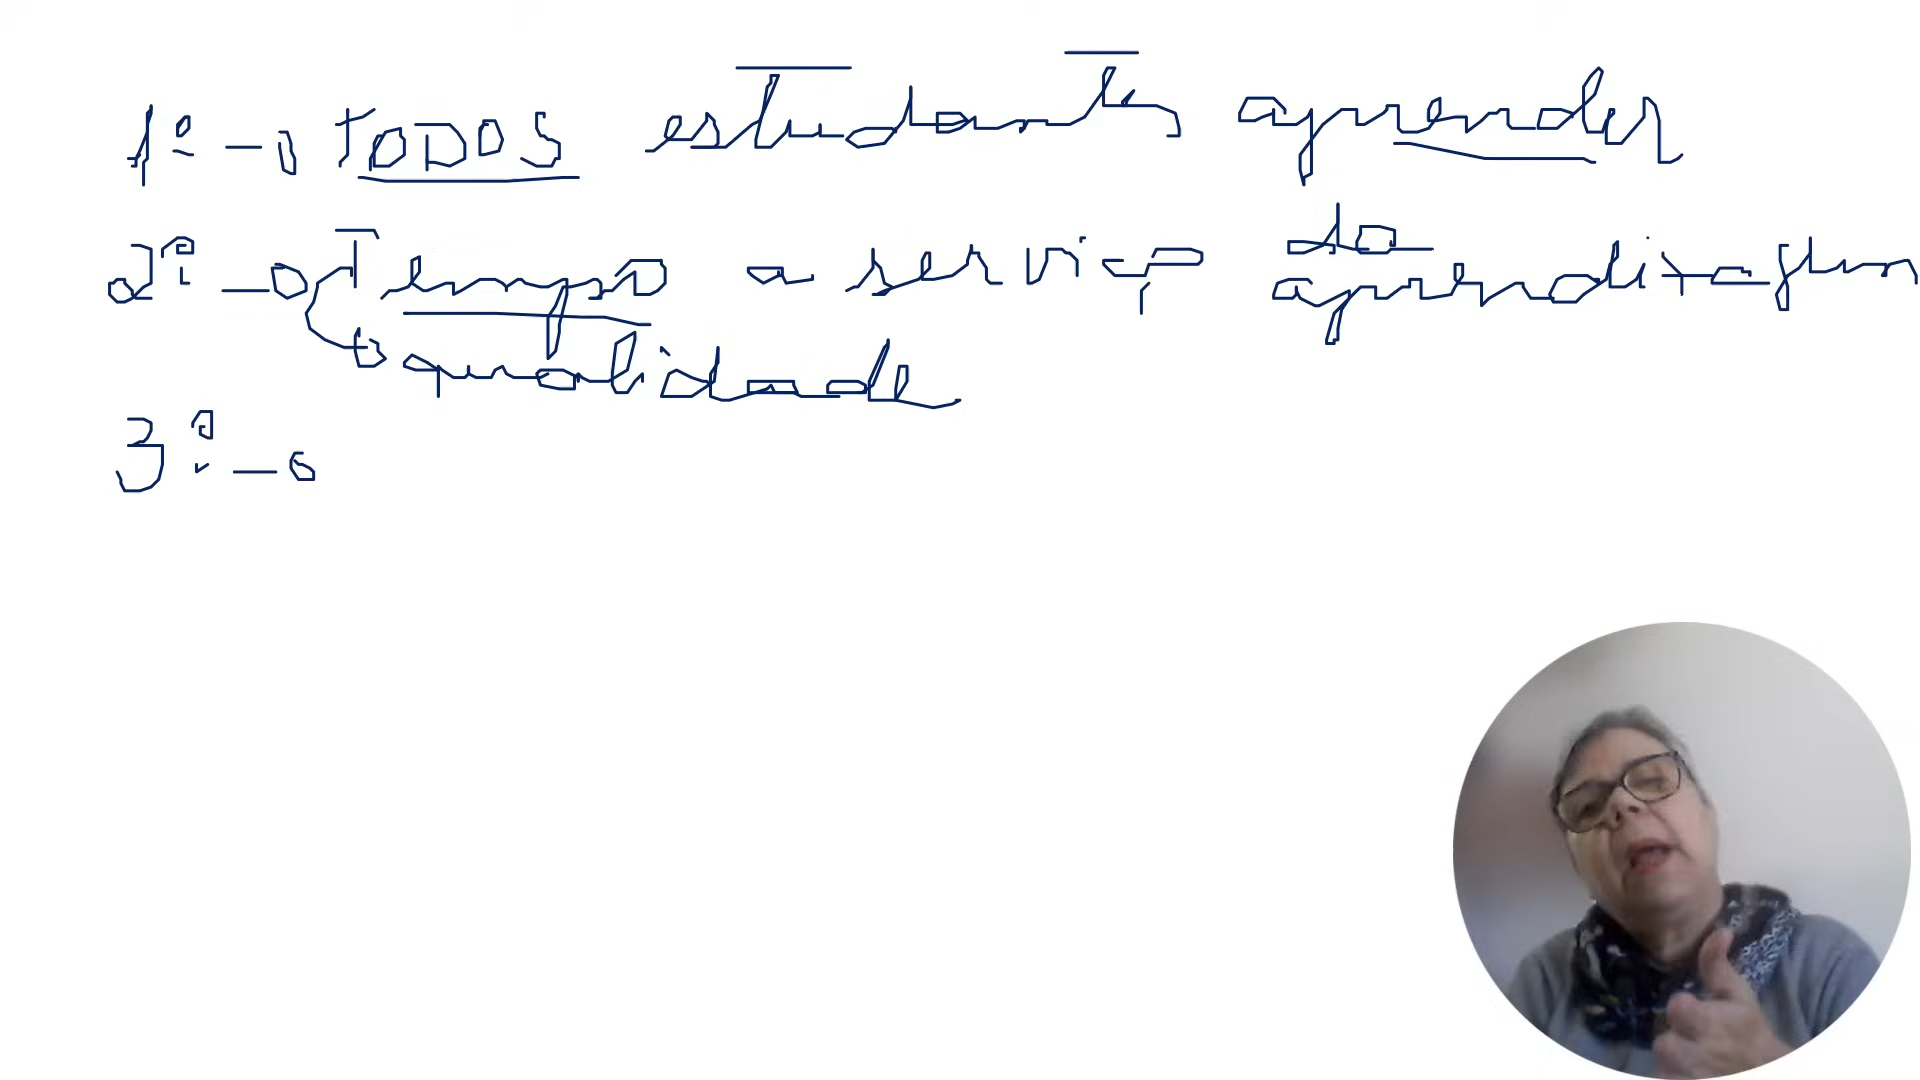 1º → TODOS estudantes aprender
2º → Tempo a serviço da aprendizagem
→ qualidade
3º →